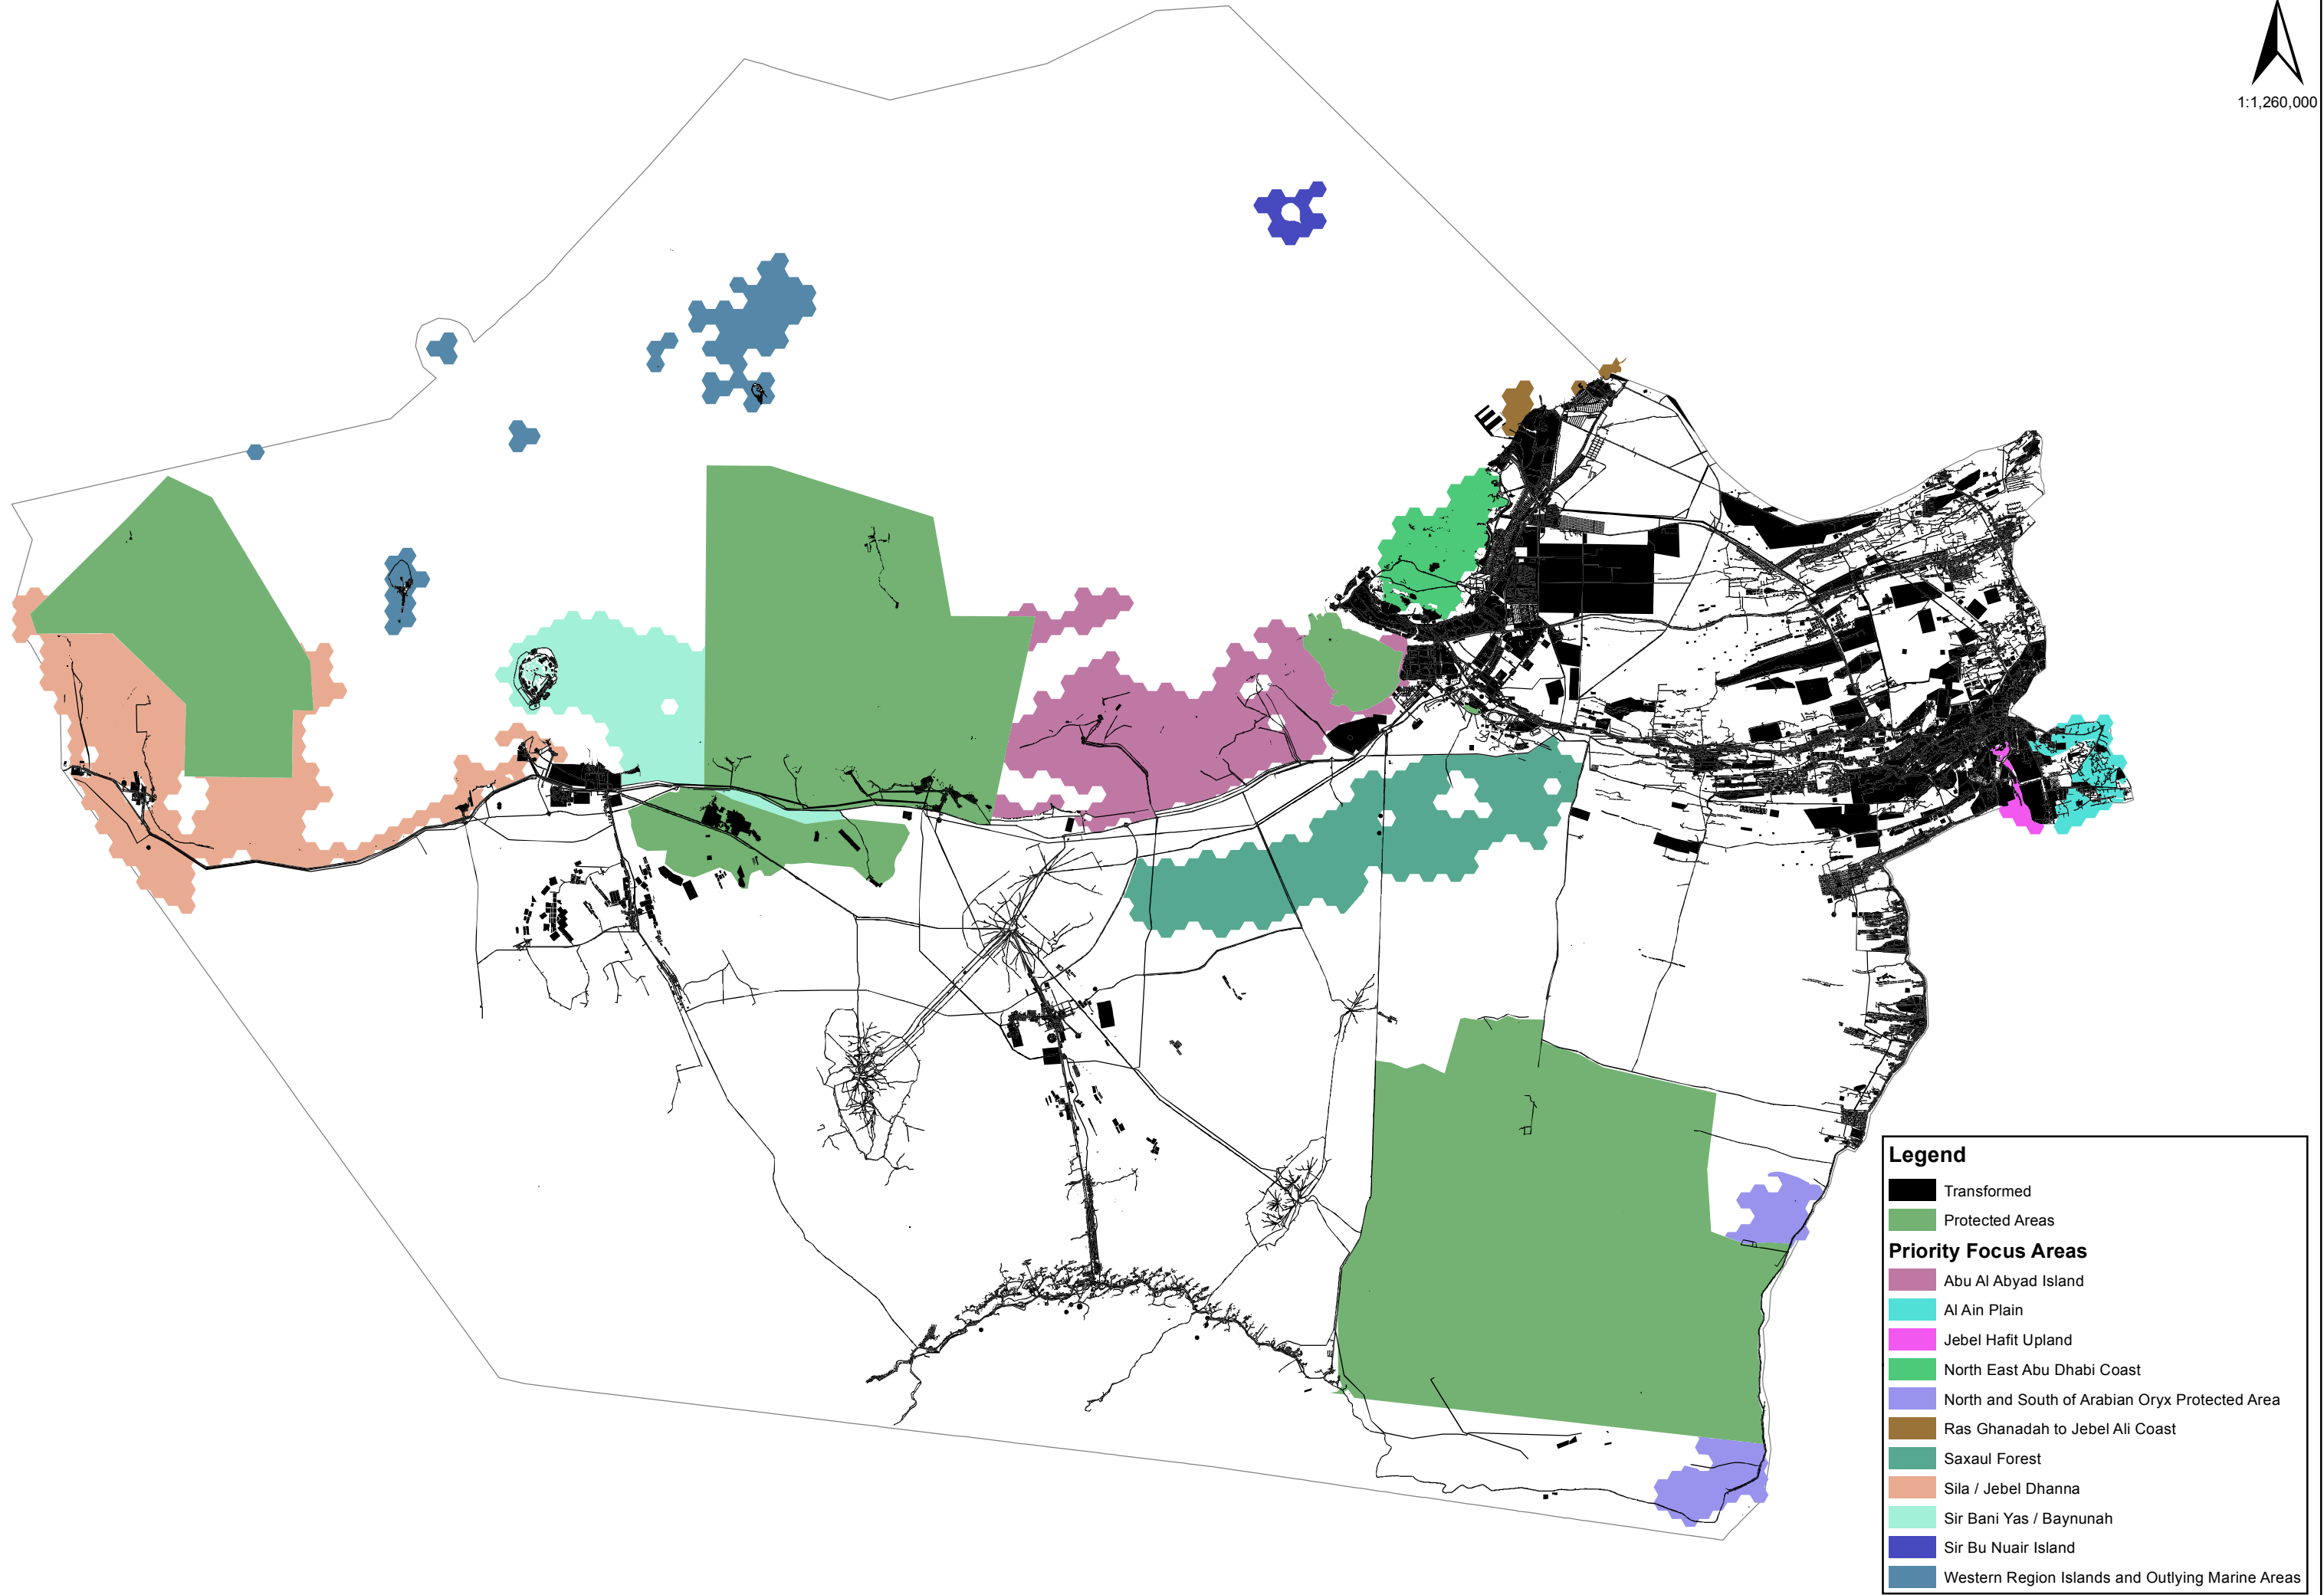 1:1,260,000
Legend
Transformed
Protected Areas
Priority Focus Areas
Abu Al Abyad Island
Al Ain Plain
Jebel Hafit Upland
North East Abu Dhabi Coast
North and South of Arabian Oryx Protected Area
Ras Ghanadah to Jebel Ali Coast
Saxaul Forest
Sila / Jebel Dhanna
Sir Bani Yas / Baynunah
Sir Bu Nuair Island
Western Region Islands and Outlying Marine Areas